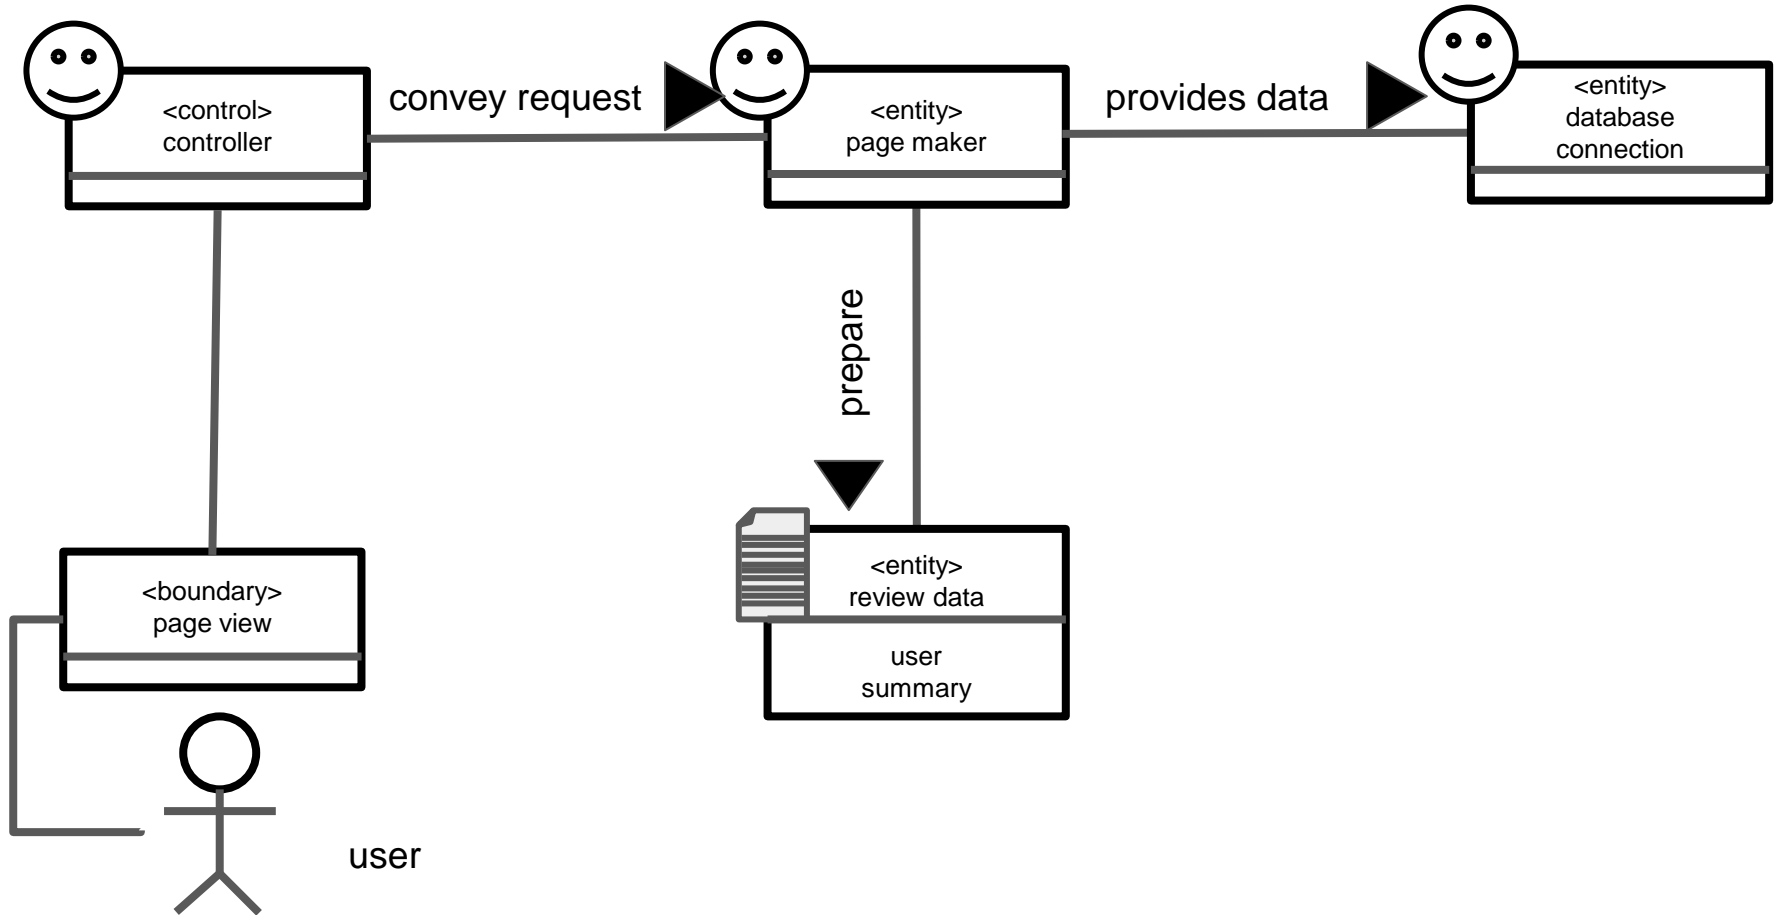 <control>
controller
convey request
<entity>
page maker
provides data
<entity>
database
connection
prepare
<boundary>
page view
<entity>
review data
user
summary
user